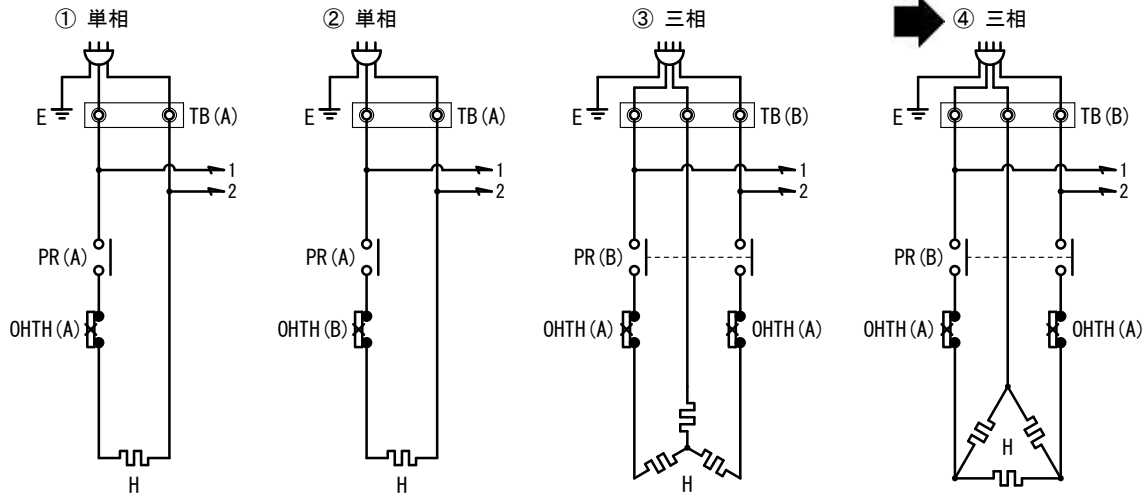 ① 単相
② 単相
③ 三相
④ 三相
E
TB(A)
E
TB(A)
E
TB(B)
E
TB(B)
1
2
1
2
1
2
1
2
PR(A)
PR(A)
PR(B)
PR(B)
OHTH(A)
OHTH(B)
OHTH(A)
OHTH(A)
OHTH(A)
OHTH(A)
H
H
H
H